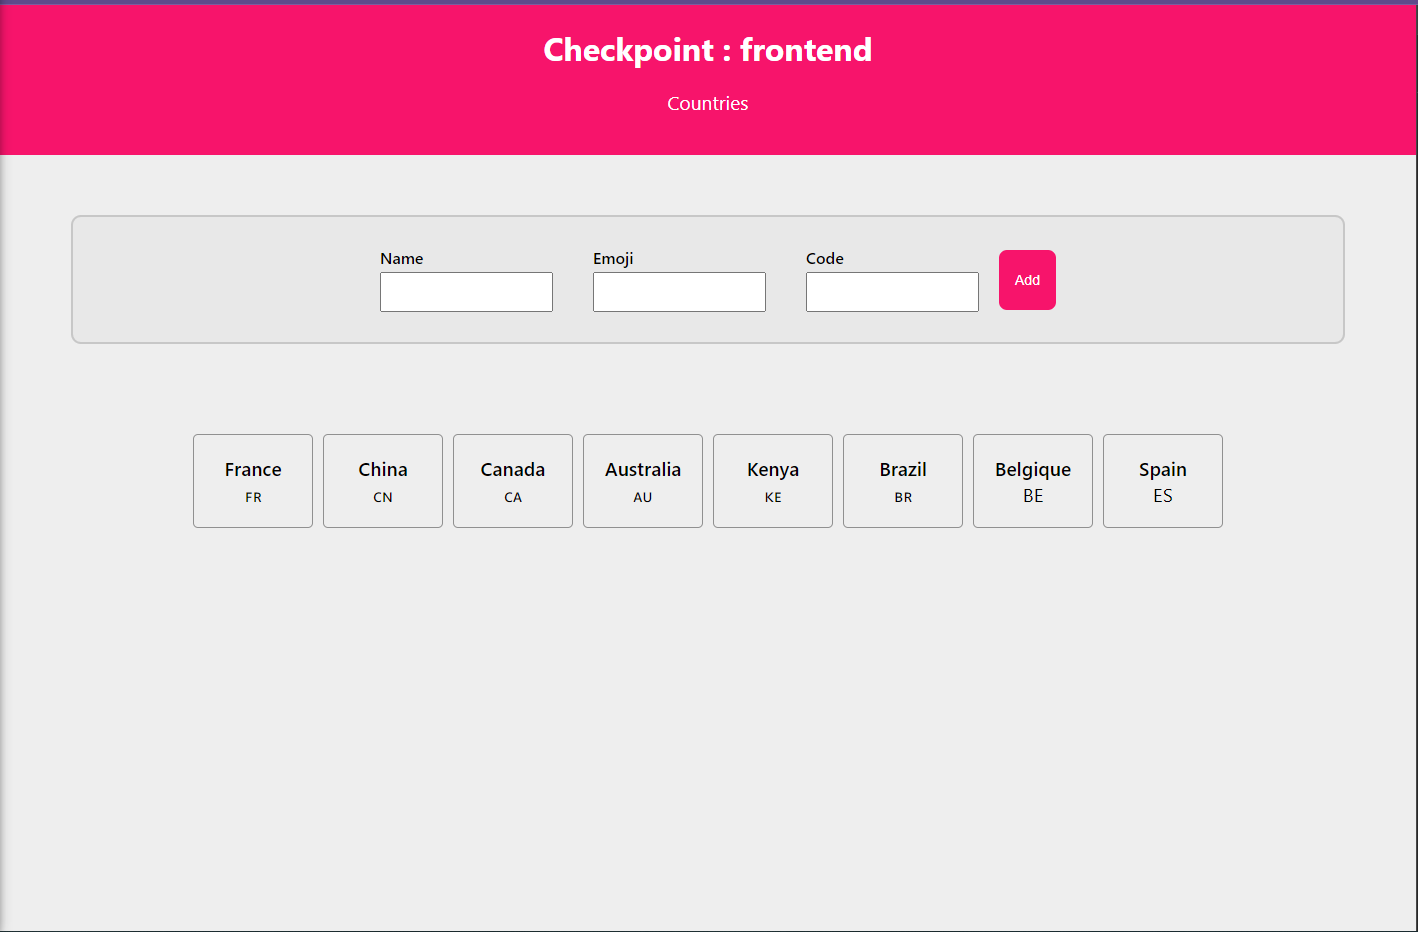 Checkpoint : frontend
Countries
Name Emoji Code
Add
France China Canada Australia Kenya Brazil Belgique Spain
FR CN CA AU KE BR BE ES